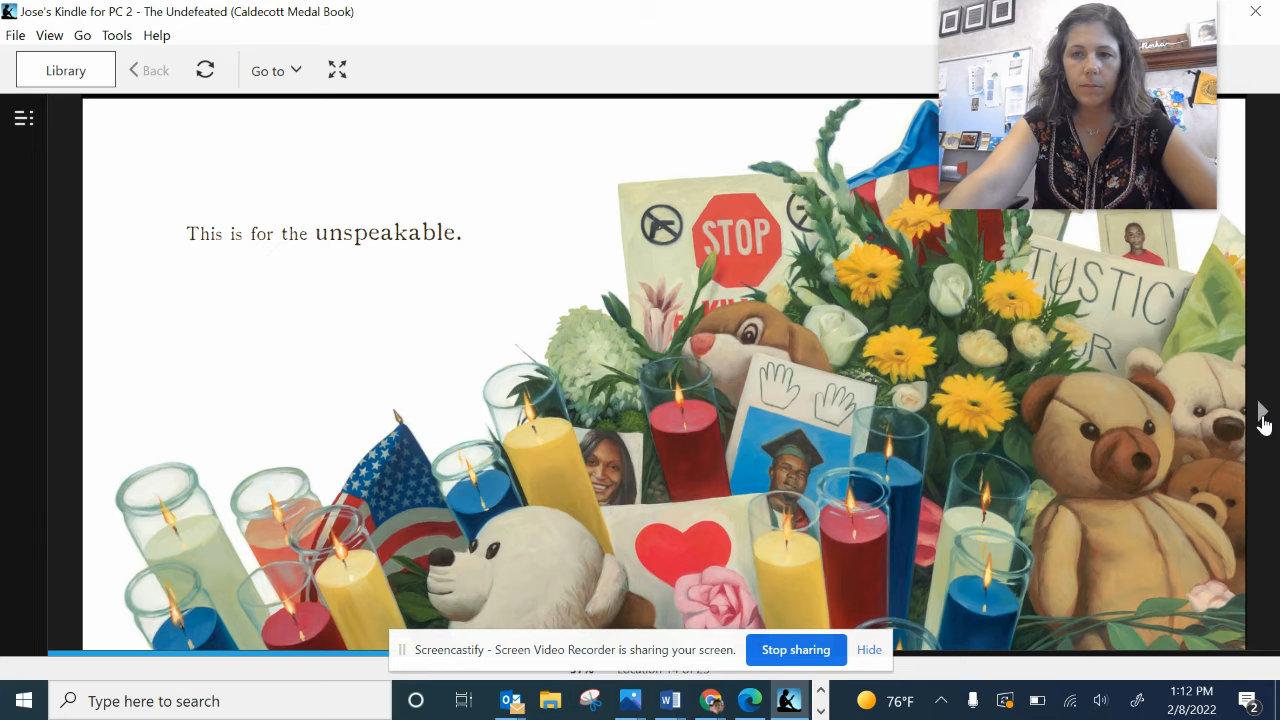 Jose's Kindle for PC 2 - The Undefeated (Caldecott Medal Book)
File View Go Tools Help
Library
Back
Go to
This is for the unspeakable.
STOP
JUSTIC
Screencastify - Screen Video Recorder is sharing your screen.
Stop sharing
Hide
Type here to search
76°F
1:12 PM
2/8/2022
2